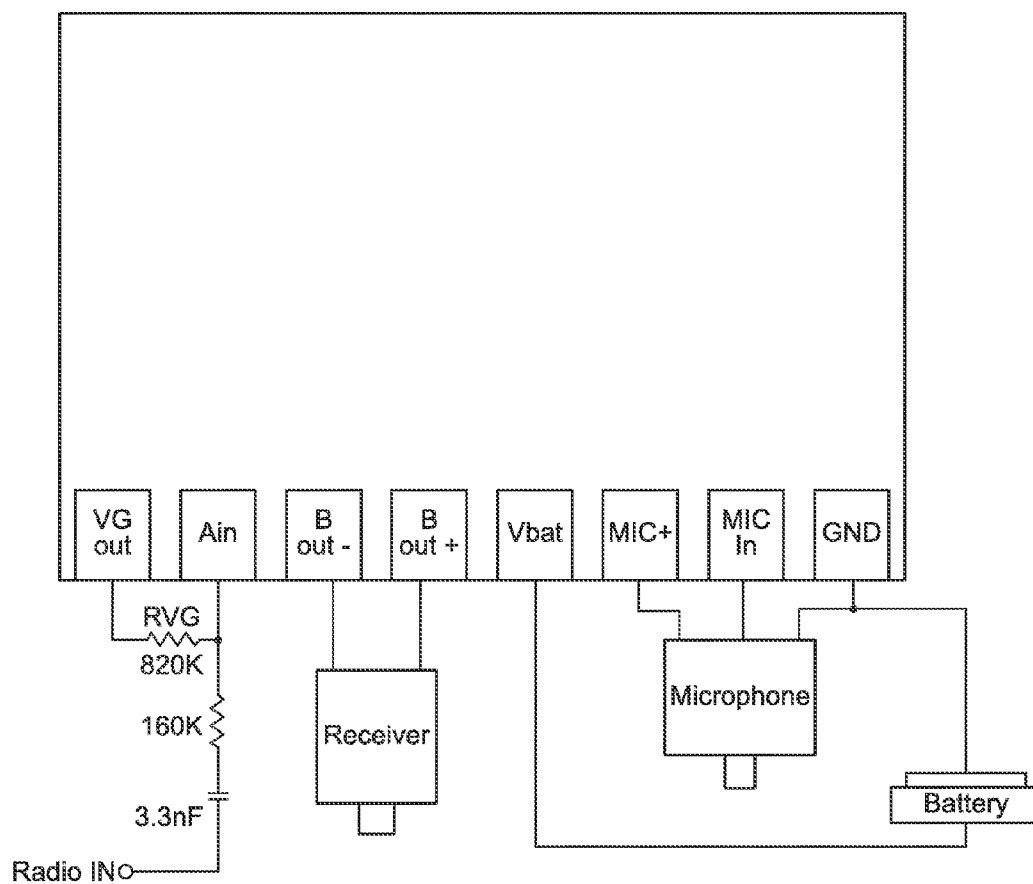 VG
out
Ain
B
out -
B
out +
Vbat
MIC+
MIC
In
GND
RVG
820K
160K
3.3nF
Radio IN
Receiver
Microphone
Battery